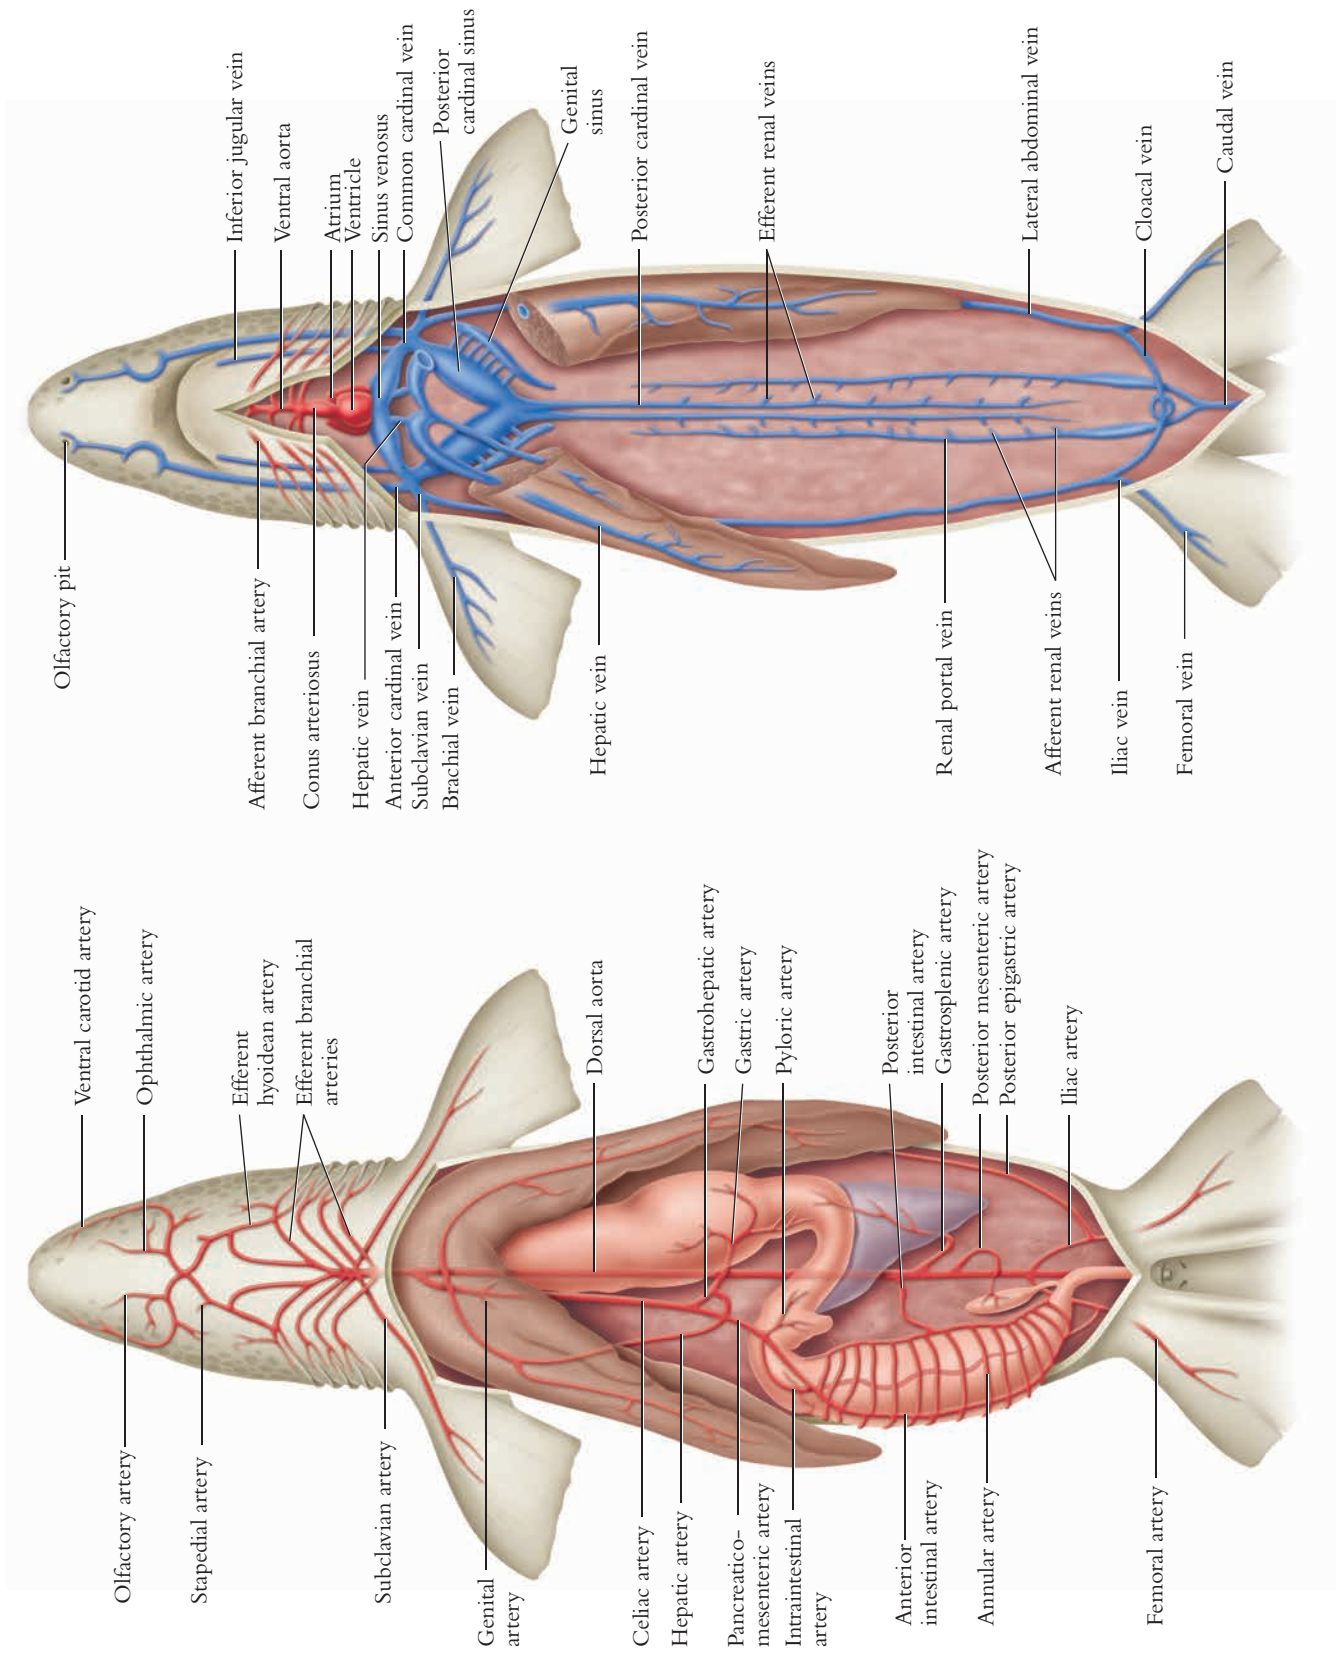 Ventral carotid artery
Ophthalmic artery
Efferent
hyoidean artery
Efferent branchial
arteries
Dorsal aorta
Gastrohepatic artery
Gastric artery
Pyloric artery
Posterior
intestinal artery
Gastrosplenic artery
Posterior mesenteric artery
Posterior epigastric artery
Iliac artery
Olfactory artery
Stapedial artery
Subclavian artery
Genital
artery
Celiac artery
Hepatic artery
Pancreatico–
mesenteric artery
Intraintestinal
artery
Anterior
intestinal artery
Annular artery
Femoral artery
Inferior jugular vein
Ventral aorta
Atrium
Ventricle
Sinus venosus
Common cardinal vein
Posterior
cardinal sinus
Genital
sinus
Posterior cardinal vein
Efferent renal veins
Lateral abdominal vein
Cloacal vein
Caudal vein
Olfactory pit
Afferent branchial artery
Conus arteriosus
Hepatic vein
Anterior cardinal vein
Subclavian vein
Brachial vein
Hepatic vein
Renal portal vein
Afferent renal veins
Iliac vein
Femoral vein